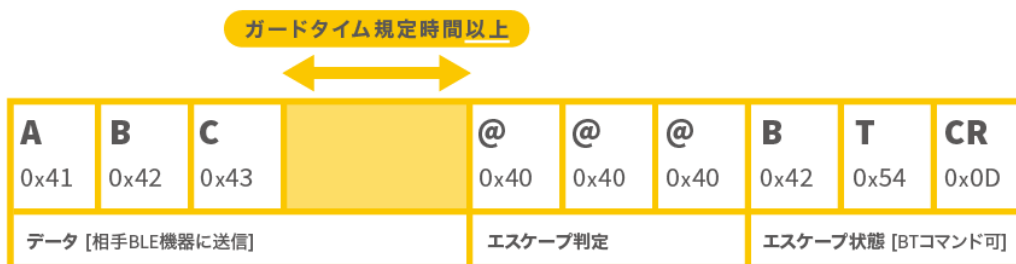 ガードタイム規定時間以上
A B C @ @ @ B T CR
0x41 0x42 0x43 0x40 0x40 0x40 0x42 0x54 0x0D
データ [相手BLE機器に送信] エスケープ判定 エスケープ状態 [BTコマンド可]